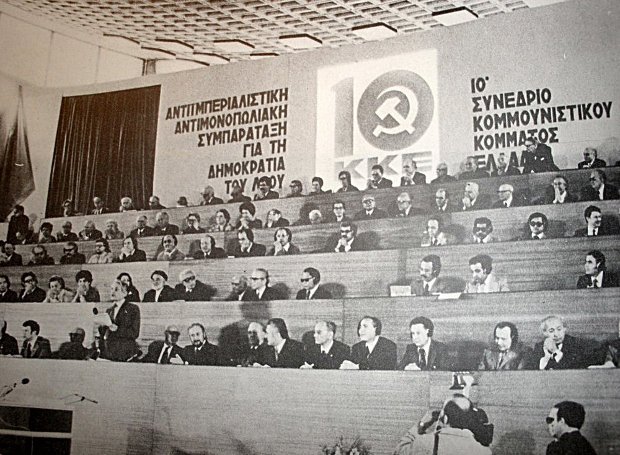 ΑΝΤΙΙΜΠΕΡΙΑΛΙΣΤΙΚΗ
ΑΝΤΙΜΟΝΟΠΩΛΙΑΚΗ
ΣΥΜΠΑΡΑΤΑΞΗ
ΓΙΑ ΤΗ
ΔΗΜΟΚΡΑΤΙΑ
ΤΟΥ ΛΑΟΥ
10
ΚΚΕ
10°
ΣΥΝΕΔΡΙΟ
ΚΟΜΜΟΥΝΙΣΤΙΚΟΥ
ΚΟΜΜΑΤΟΣ